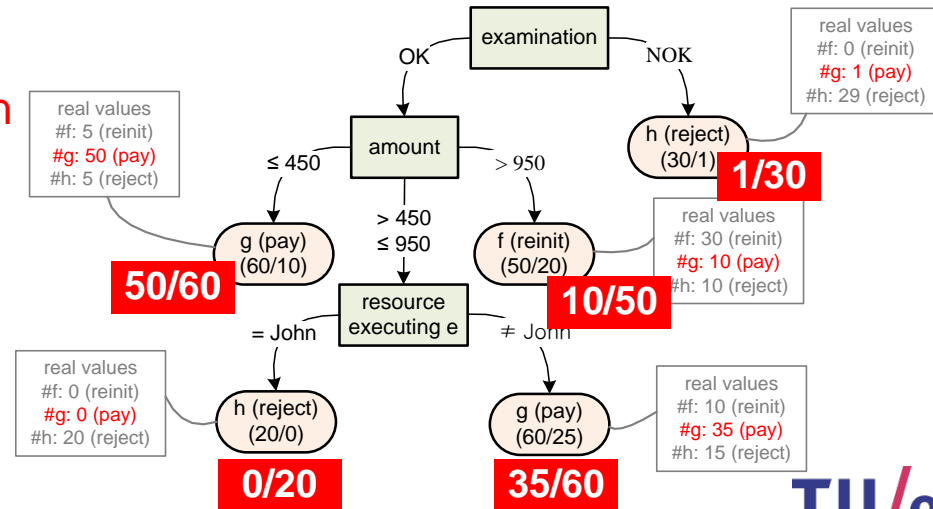 examination
OK
NOK
real values
#f: 0 (reinit)
#g: 1 (pay)
#h: 29 (reject)
h (reject)
(30/1)
1/30
real values
#f: 5 (reinit)
#g: 50 (pay)
#h: 5 (reject)
amount
≤ 450
> 450
≤ 950
> 950
g (pay)
(60/10)
50/60
f (reinit)
(50/20)
10/50
real values
#f: 30 (reinit)
#g: 10 (pay)
#h: 10 (reject)
resource
executing e
= John
≠ John
real values
#f: 0 (reinit)
#g: 0 (pay)
#h: 20 (reject)
h (reject)
(20/0)
0/20
g (pay)
(60/25)
35/60
real values
#f: 10 (reinit)
#g: 35 (pay)
#h: 15 (reject)